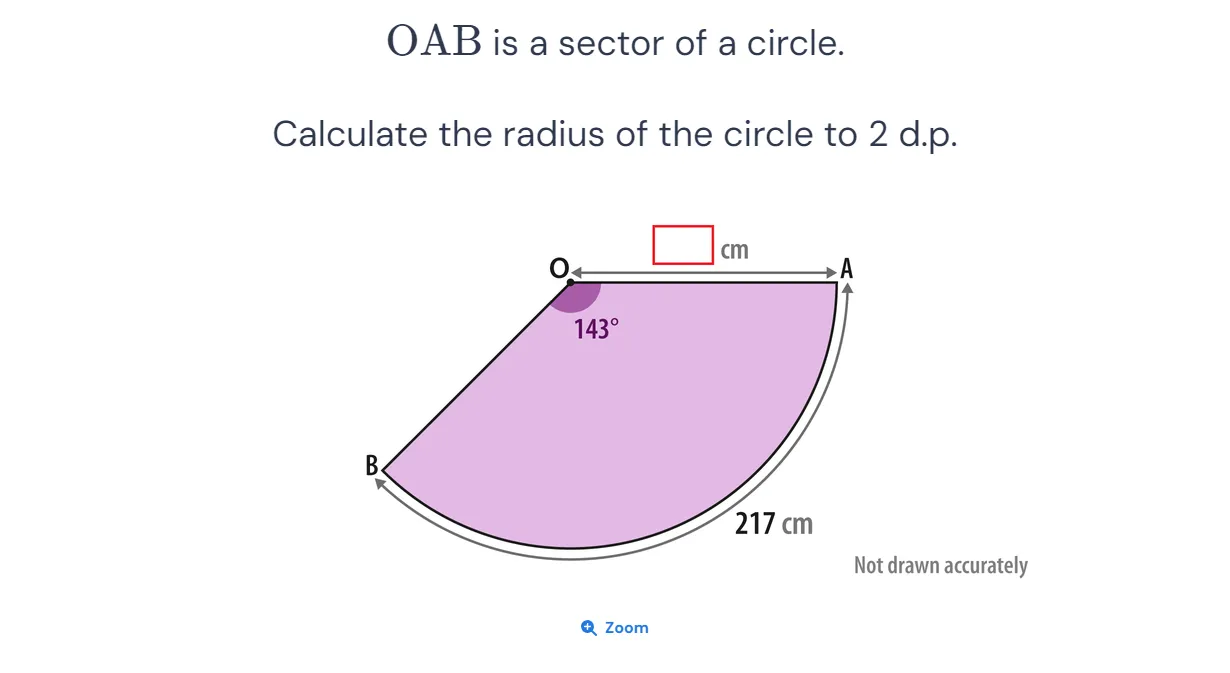 OAB is a sector of a circle.
Calculate the radius of the circle to 2 d.p.
cm
O
A
143°
B
217 cm
Not drawn accurately
Zoom